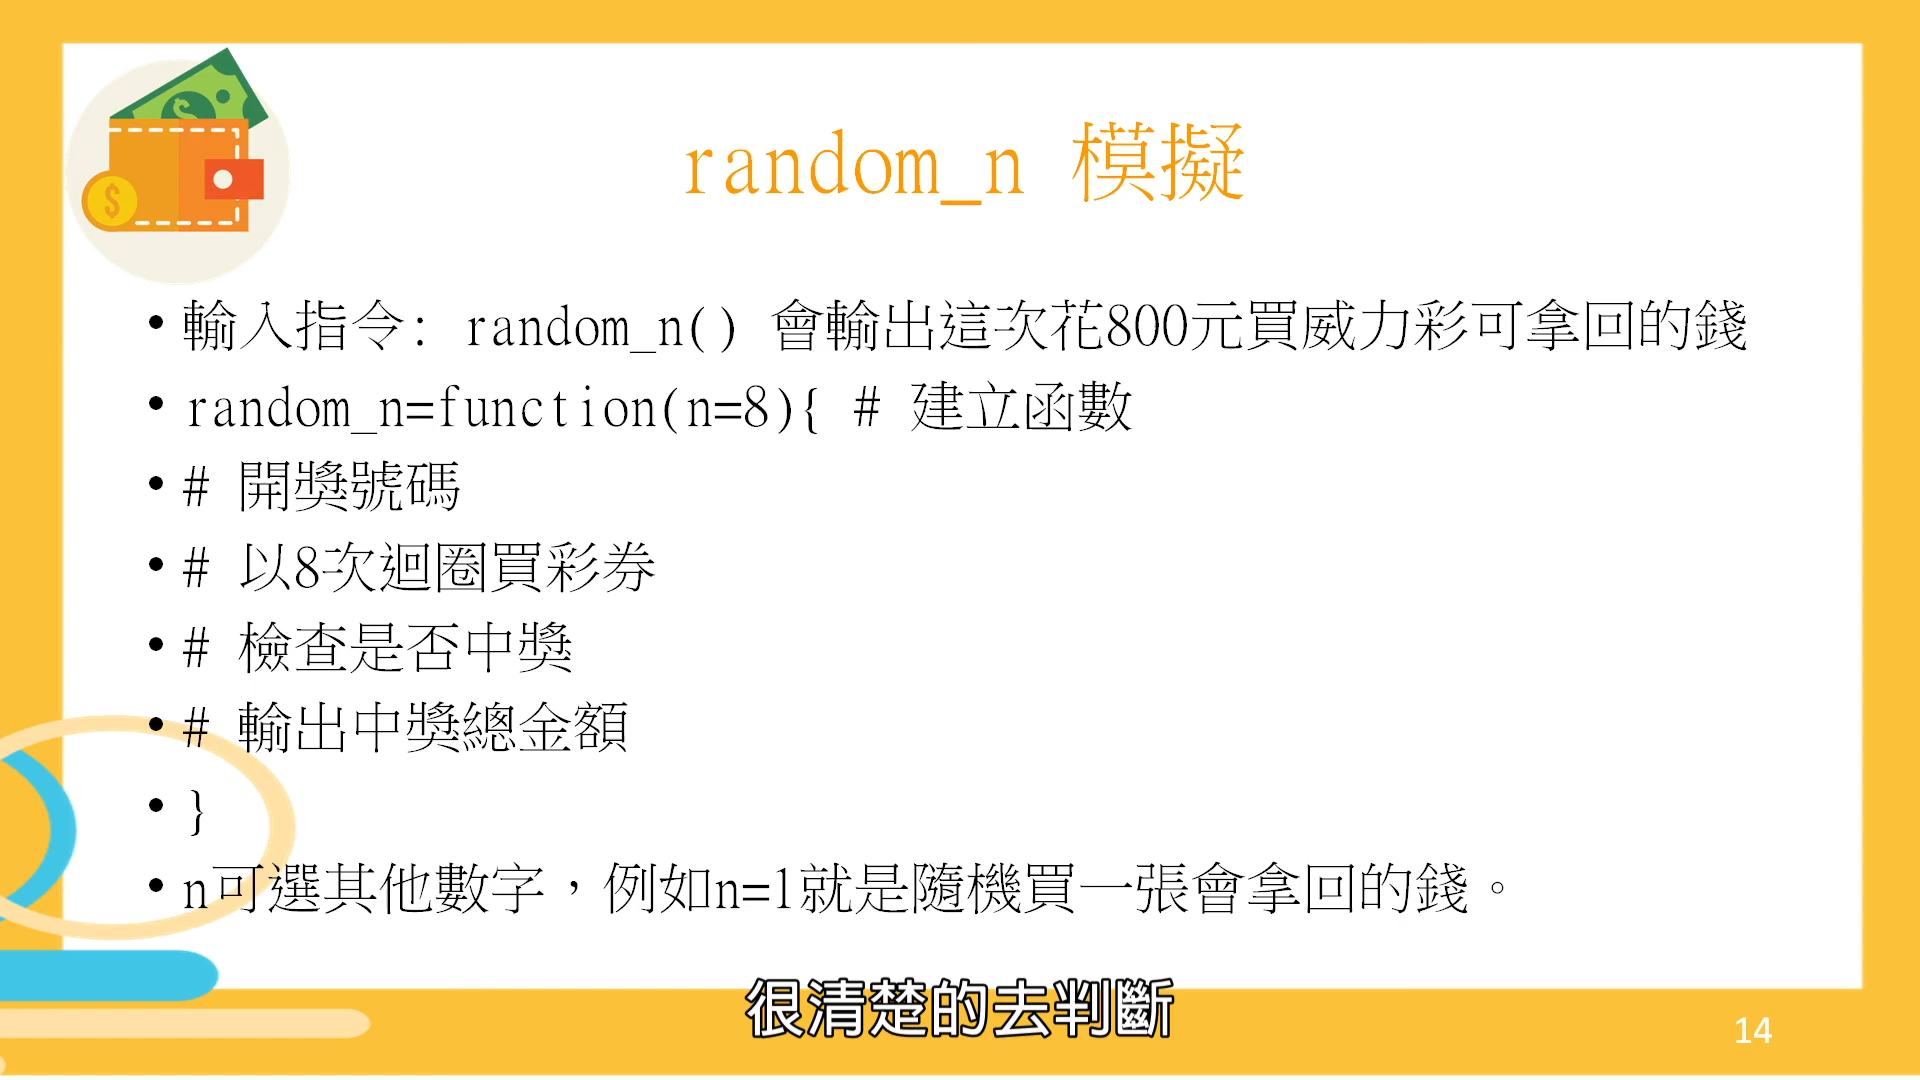 random_n 模擬
• 輸入指令: random_n() 會輸出這次花800元買威力彩可拿回的錢
• random_n=function(n=8){ # 建立函數
• # 開獎號碼
• # 以8次迴圈買彩券
• # 檢查是否中獎
• # 輸出中獎總金額
• }
• n可選其他數字，例如n=1就是隨機買一張會拿回的錢。
很清楚的去判斷
14